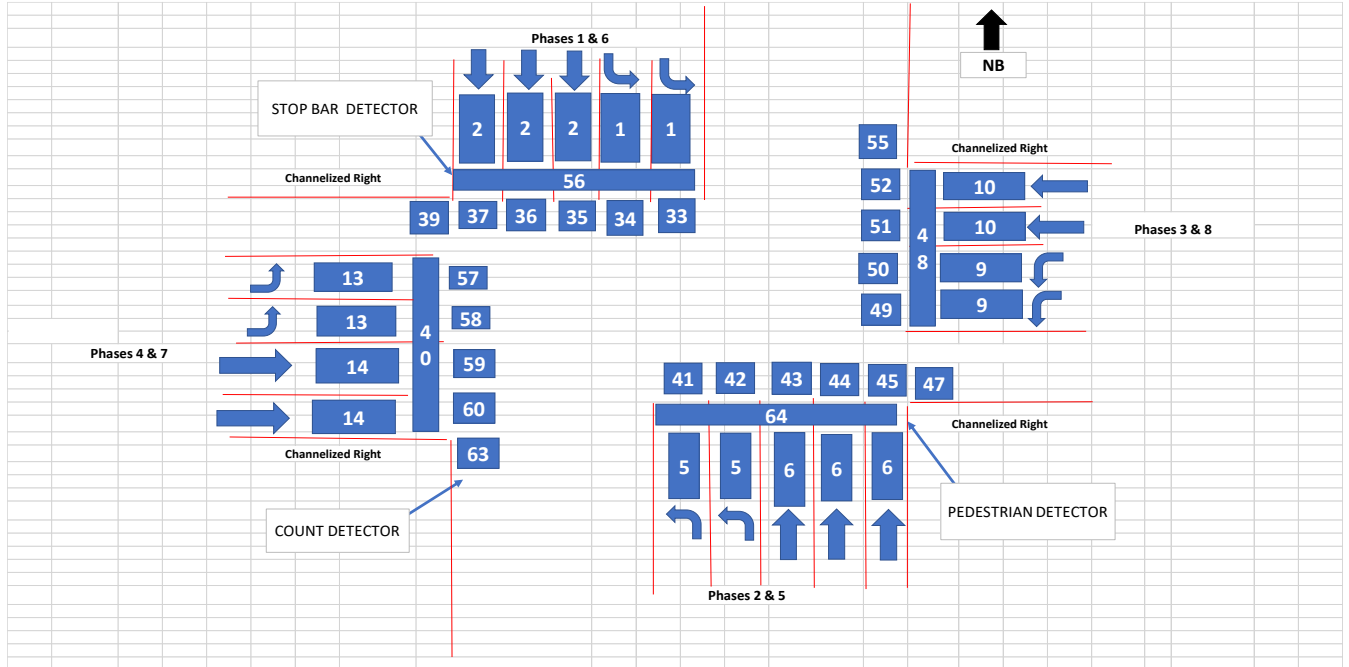 Phases 1 & 6
NB
STOP BAR DETECTOR
2 2 2 1 1
55
Channelized Right
Channelized Right
56
52
10
39 37 36 35 34 33
51
10
Phases 3 & 8
4
8
13
57
50
9
13
58
49
9
4
0
Phases 4 & 7
14
59
41 42 43 44 45 47
14
60
64
Channelized Right
Channelized Right
63
5 5 6 6 6
COUNT DETECTOR
PEDESTRIAN DETECTOR
Phases 2 & 5